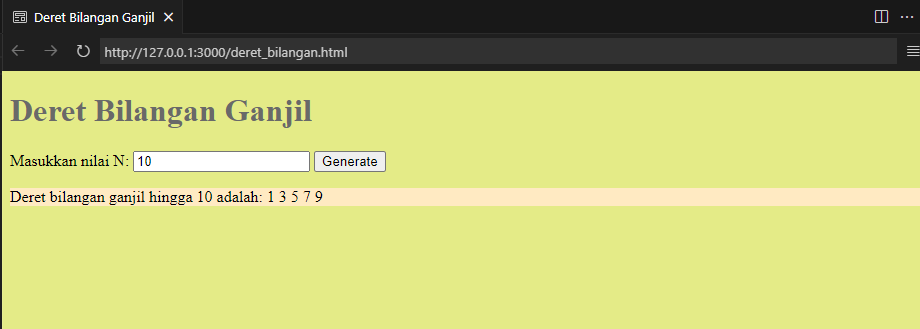 Deret Bilangan Ganjil
http://127.0.0.1:3000/deret_bilangan.html
Deret Bilangan Ganjil
Masukkan nilai N: 10 Generate
Deret bilangan ganjil hingga 10 adalah: 1 3 5 7 9